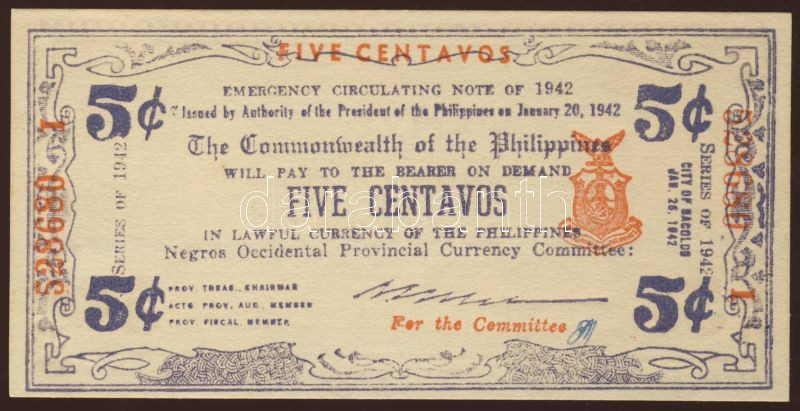 FIVE CENTAVOS
5¢
5¢
EMERGENCY CIRCULATING NOTE OF 1942
Issued by Authority of the President of the Philippines on January 20, 1942
The Commonwealth of the Philippines
WILL PAY TO THE BEARER ON DEMAND
FIVE CENTAVOS
IN LAWFUL CURRENCY OF THE PHILIPPINES
Negros Occidental Provincial Currency Committee:
PROV. TREAS. CHAIRMAN
ACTG PROV. AUD. MEMBER
PROV. FISCAL, MEMBER
For the Committee
5¢
5¢
SERIES OF 1942
SERIES OF 1942
CITY OF BACOLOD
JAN. 26, 1942
darabanth